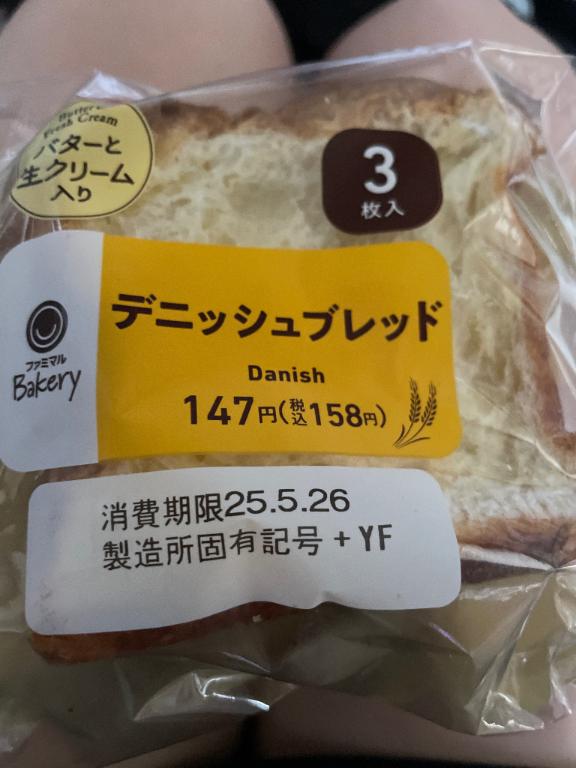 Butter &
Fresh Cream
バターと
生クリーム
入り
3
枚入
ファミマル
Bakery
デニッシュブレッド
Danish
147円(税込158円)
消費期限25.5.26
製造所固有記号 + YF